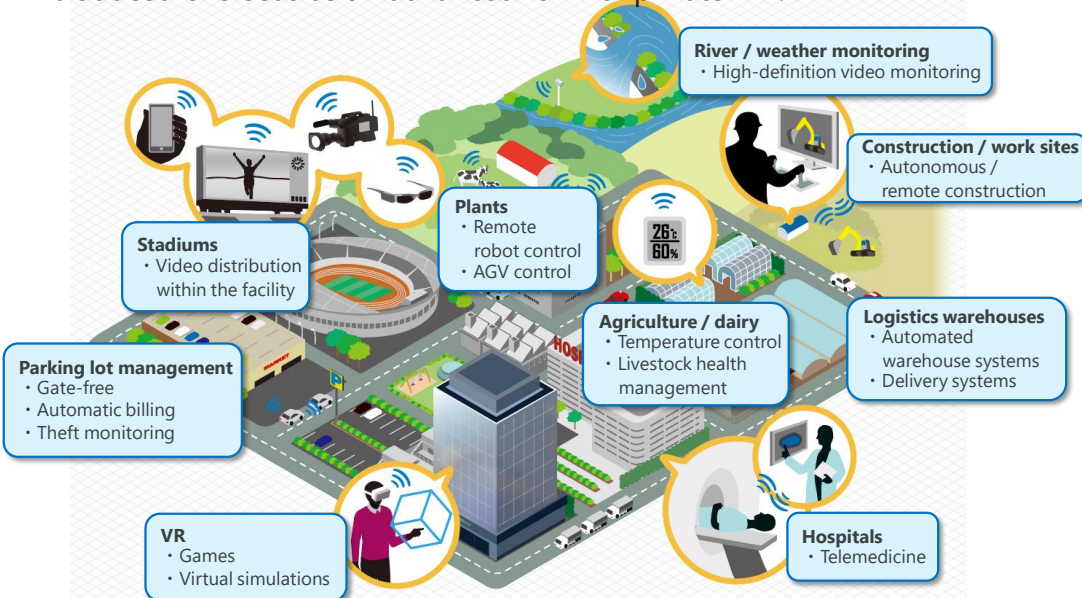 River / weather monitoring
・High-definition video monitoring
Construction / work sites
・Autonomous /
remote construction
Plants
・Remote
robot control
・AGV control
26℃
60%
Stadiums
・Video distribution
within the facility
Agriculture / dairy
・Temperature control
・Livestock health
management
Logistics warehouses
・Automated
warehouse systems
・Delivery systems
Parking lot management
・Gate-free
・Automatic billing
・Theft monitoring
MARKET
P
HOSP
VR
・Games
・Virtual simulations
Hospitals
・Telemedicine